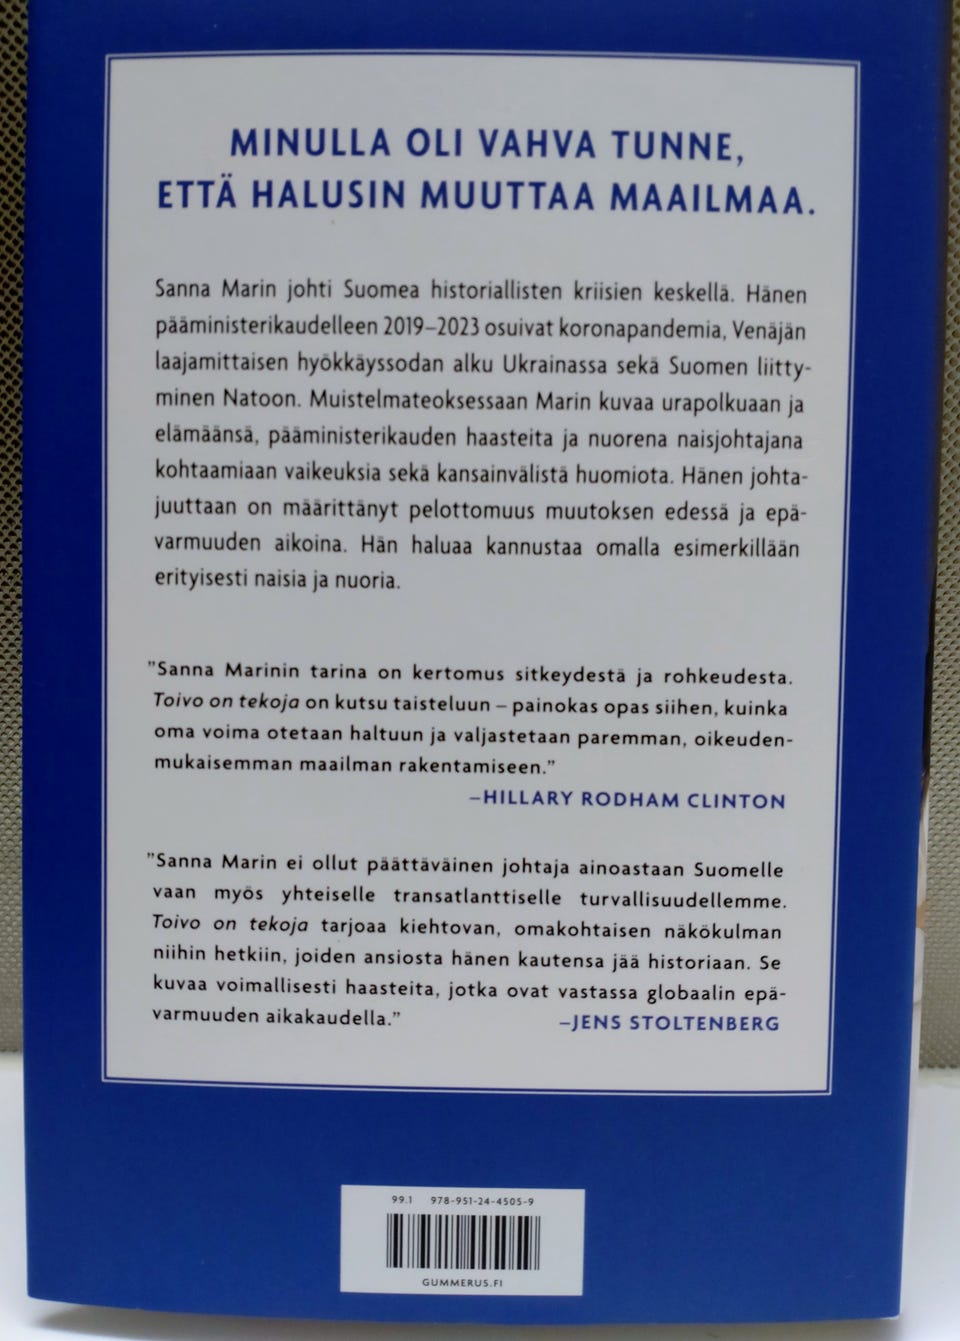 MINULLA OLI VAHVA TUNNE,
ETTÄ HALUSIN MUUTTAA MAAILMAA.
Sanna Marin johti Suomea historiallisten kriisien keskellä. Hänen
pääministerikaudelleen 2019–2023 osuivat koronapandemia, Venäjän
laajamittaisen hyökkäyssodan alku Ukrainassa sekä Suomen liitty-
minen Natoon. Muistelmateoksessaan Marin kuvaa urapolkuaan ja
elämäänsä, pääministerikauden haasteita ja nuorena naisjohtajana
kohtaamiaan vaikeuksia sekä kansainvälistä huomiota. Hänen johta-
juuttaan on määrittänyt pelottomuus muutoksen edessä ja epä-
varmuuden aikoina. Hän haluaa kannustaa omalla esimerkillään
erityisesti naisia ja nuoria.
”Sanna Marinin tarina on kertomus sitkeydestä ja rohkeudesta.
Toivo on tekoja on kutsu taisteluun – painokas opas siihen, kuinka
oma voima otetaan haltuun ja valjastetaan paremman, oikeuden-
mukaisemman maailman rakentamiseen.”
–HILLARY RODHAM CLINTON
”Sanna Marin ei ollut päättäväinen johtaja ainoastaan Suomelle
vaan myös yhteiselle transatlanttiselle turvallisuudellemme.
Toivo on tekoja tarjoaa kiehtovan, omakohtaisen näkökulman
niihin hetkiin, joiden ansiosta hänen kautensa jää historiaan. Se
kuvaa voimallisesti haasteita, jotka ovat vastassa globaalin epä-
varmuuden aikakaudella.” –JENS STOLTENBERG
99.1 978-951-24-4505-9
GUMMERUS.FI